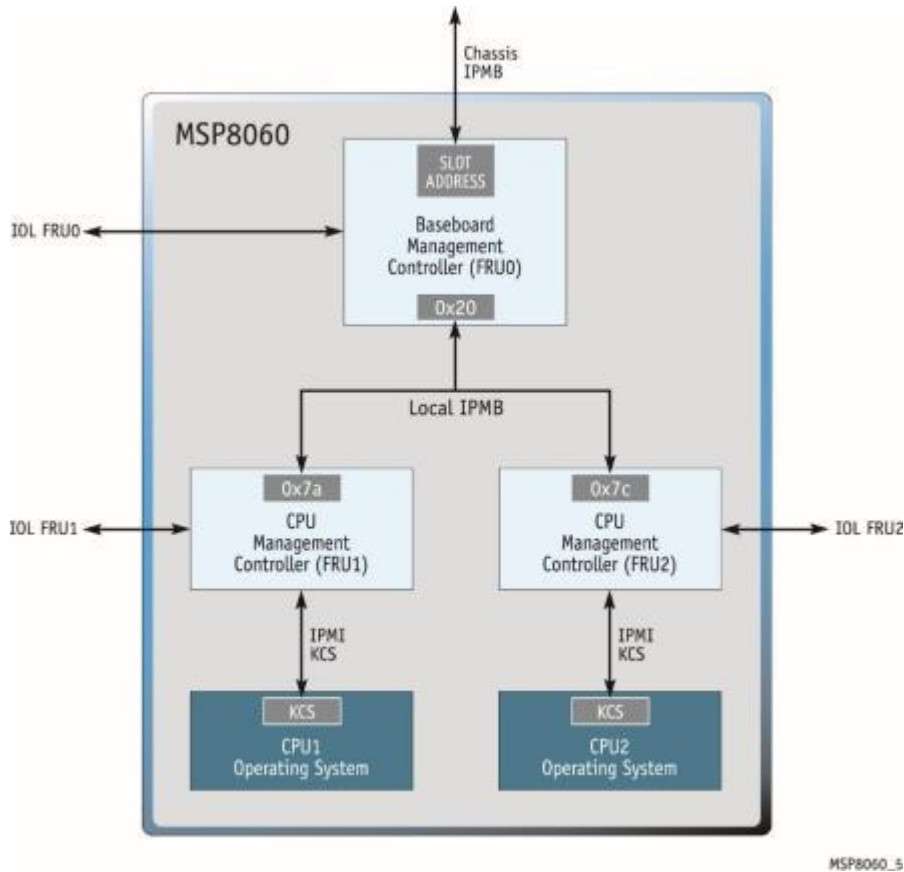 Chassis
IPMB
MSP8060
SLOT
ADDRESS
IOL FRU0
Baseboard
Management
Controller (FRU0)
0x20
Local IPMB
0x7a
0x7c
IOL FRU1
CPU
Management
Controller (FRU1)
CPU
Management
Controller (FRU2)
IOL FRU2
IPMI
KCS
IPMI
KCS
KCS
CPU1
Operating System
KCS
CPU2
Operating System
MSP8060_5